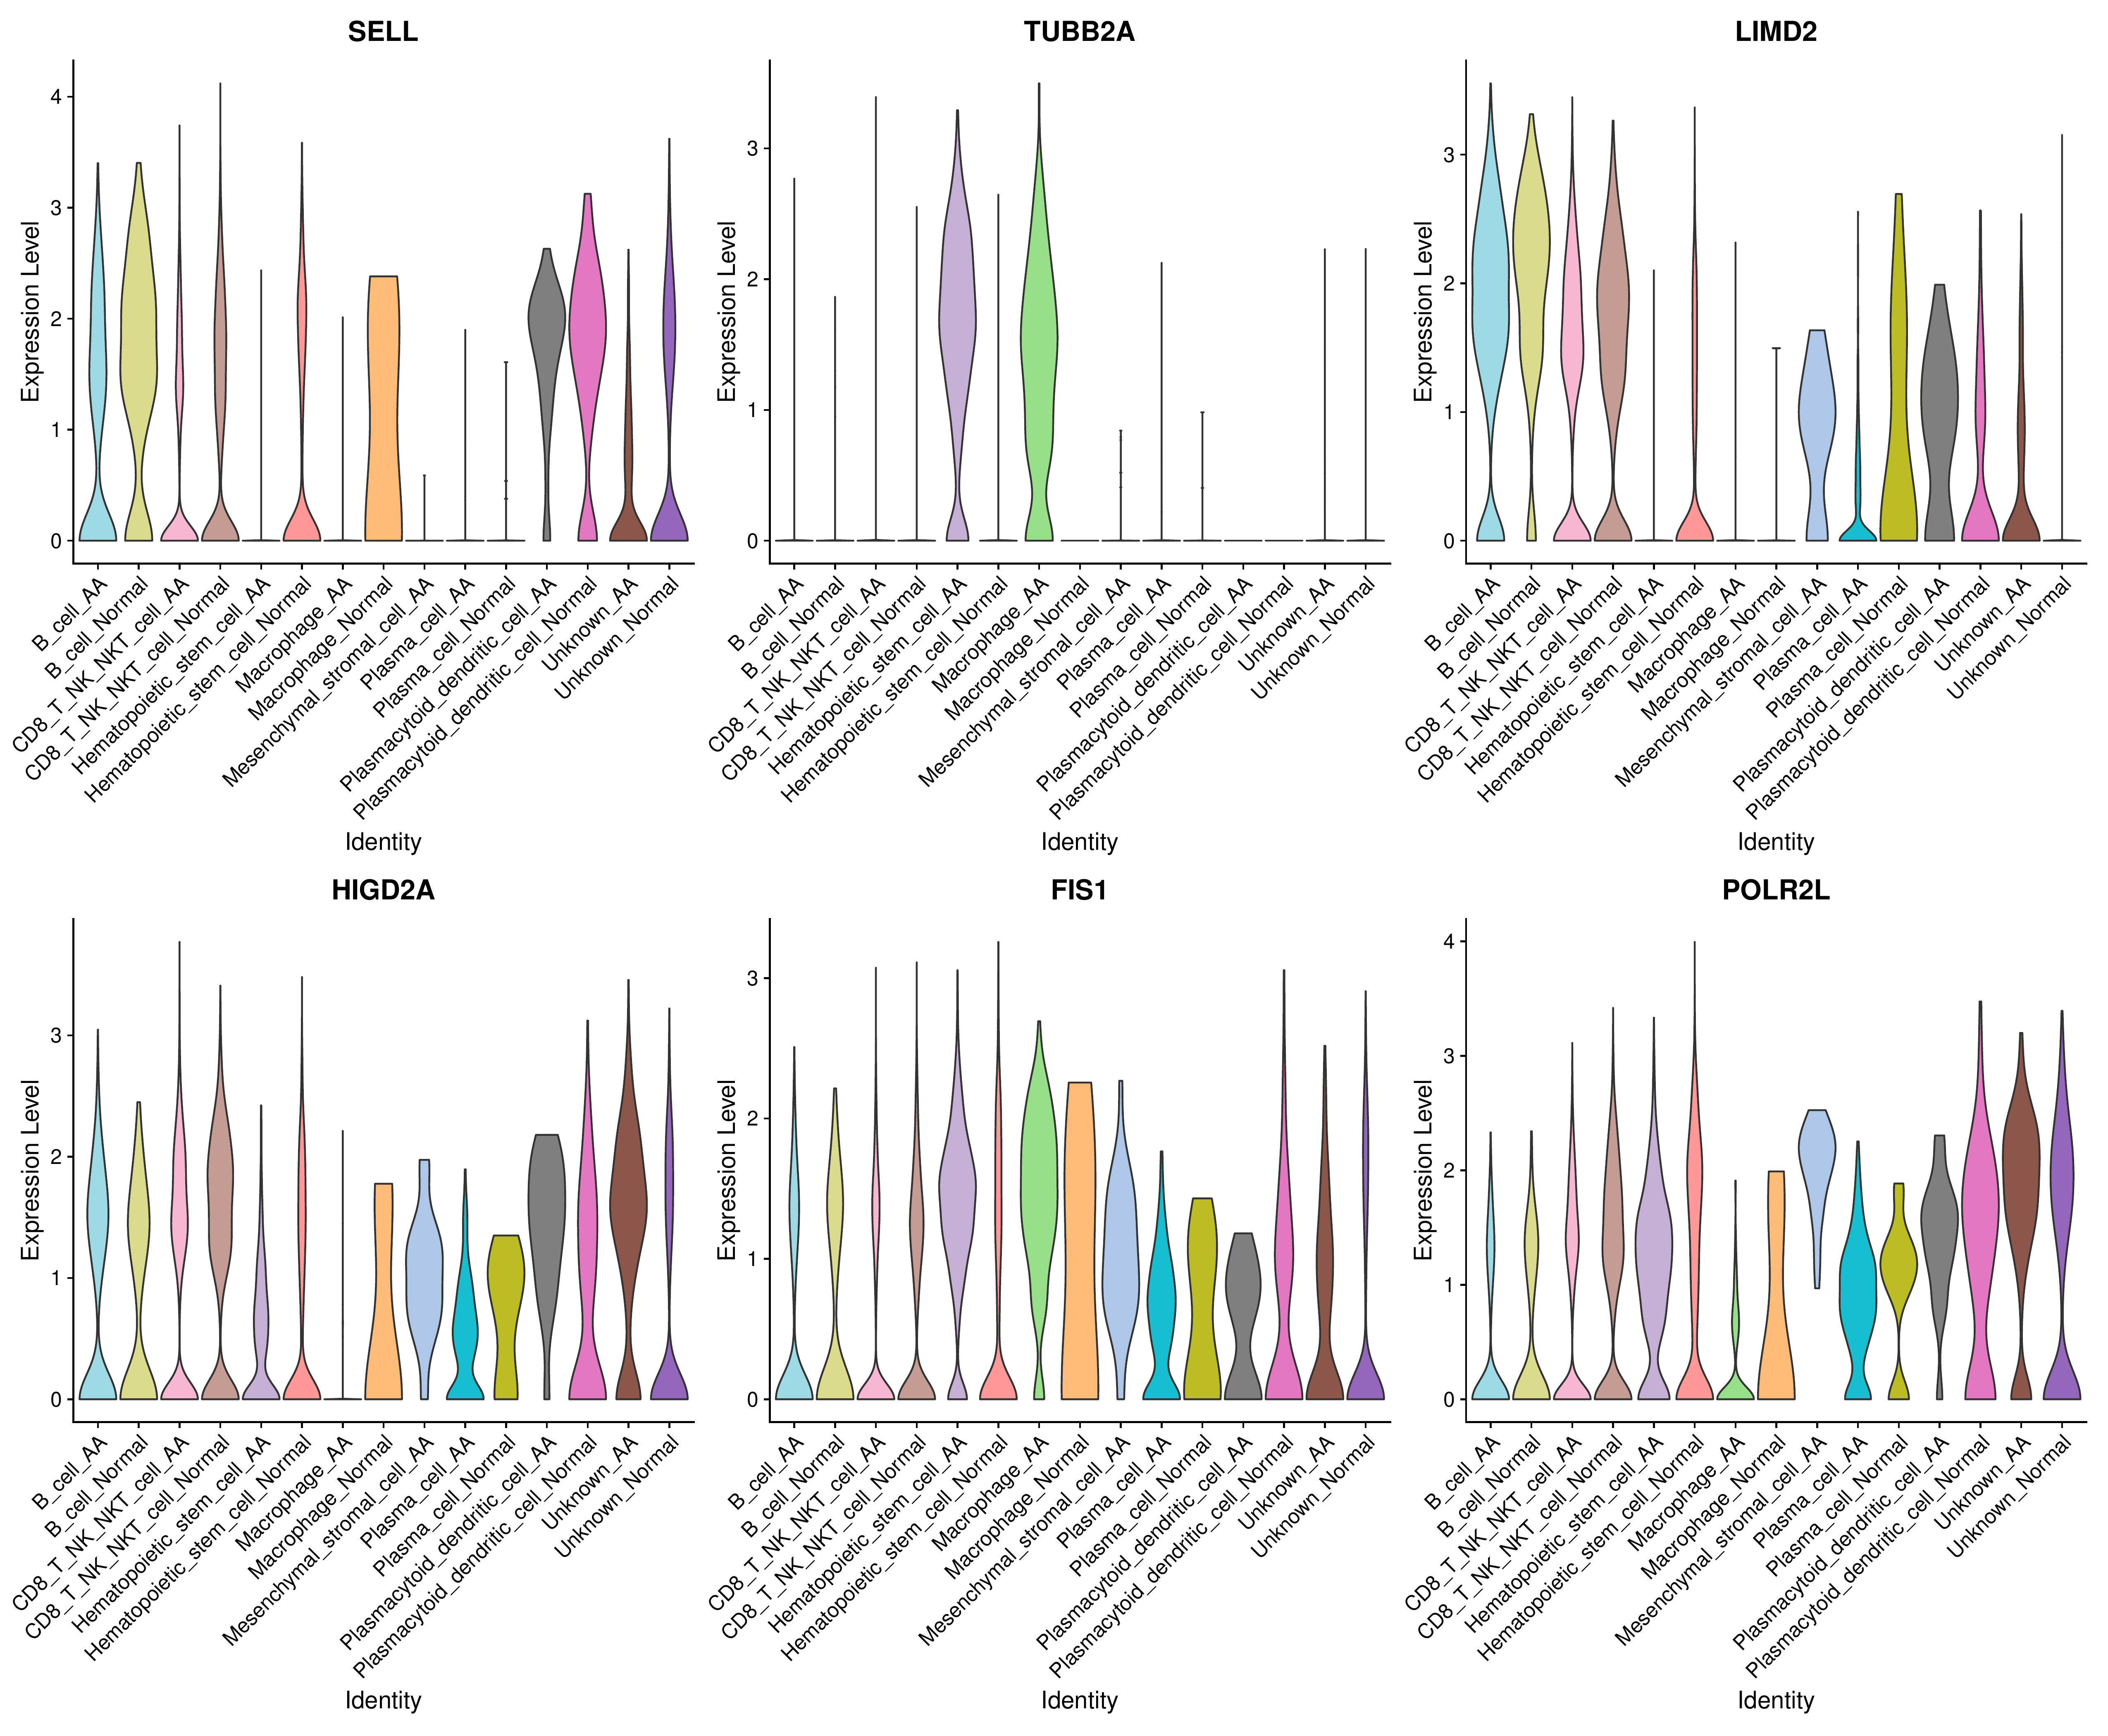 SELL
Expression Level
4
3
2
1
0
B_cell_AA
B_cell_Normal
CD8_T_NK_NKT_cell_AA
CD8_T_NK_NKT_cell_Normal
Hematopoietic_stem_cell_AA
Hematopoietic_stem_cell_Normal
Macrophage_AA
Macrophage_Normal
Mesenchymal_stromal_cell_AA
Plasma_cell_AA
Plasma_cell_Normal
Plasmacytoid_dendritic_cell_AA
Plasmacytoid_dendritic_cell_Normal
Unknown_AA
Unknown_Normal
Identity
TUBB2A
Expression Level
3
2
1
0
B_cell_AA
B_cell_Normal
CD8_T_NK_NKT_cell_AA
CD8_T_NK_NKT_cell_Normal
Hematopoietic_stem_cell_AA
Hematopoietic_stem_cell_Normal
Macrophage_AA
Macrophage_Normal
Mesenchymal_stromal_cell_AA
Plasma_cell_AA
Plasma_cell_Normal
Plasmacytoid_dendritic_cell_AA
Plasmacytoid_dendritic_cell_Normal
Unknown_AA
Unknown_Normal
Identity
LIMD2
Expression Level
3
2
1
0
B_cell_AA
B_cell_Normal
CD8_T_NK_NKT_cell_AA
CD8_T_NK_NKT_cell_Normal
Hematopoietic_stem_cell_AA
Hematopoietic_stem_cell_Normal
Macrophage_AA
Macrophage_Normal
Mesenchymal_stromal_cell_AA
Plasma_cell_AA
Plasma_cell_Normal
Plasmacytoid_dendritic_cell_AA
Plasmacytoid_dendritic_cell_Normal
Unknown_AA
Unknown_Normal
Identity
HIGD2A
Expression Level
3
2
1
0
B_cell_AA
B_cell_Normal
CD8_T_NK_NKT_cell_AA
CD8_T_NK_NKT_cell_Normal
Hematopoietic_stem_cell_AA
Hematopoietic_stem_cell_Normal
Macrophage_AA
Macrophage_Normal
Mesenchymal_stromal_cell_AA
Plasma_cell_AA
Plasma_cell_Normal
Plasmacytoid_dendritic_cell_AA
Plasmacytoid_dendritic_cell_Normal
Unknown_AA
Unknown_Normal
Identity
FIS1
Expression Level
3
2
1
0
B_cell_AA
B_cell_Normal
CD8_T_NK_NKT_cell_AA
CD8_T_NK_NKT_cell_Normal
Hematopoietic_stem_cell_AA
Hematopoietic_stem_cell_Normal
Macrophage_AA
Macrophage_Normal
Mesenchymal_stromal_cell_AA
Plasma_cell_AA
Plasma_cell_Normal
Plasmacytoid_dendritic_cell_AA
Plasmacytoid_dendritic_cell_Normal
Unknown_AA
Unknown_Normal
Identity
POLR2L
Expression Level
4
3
2
1
0
B_cell_AA
B_cell_Normal
CD8_T_NK_NKT_cell_AA
CD8_T_NK_NKT_cell_Normal
Hematopoietic_stem_cell_AA
Hematopoietic_stem_cell_Normal
Macrophage_AA
Macrophage_Normal
Mesenchymal_stromal_cell_AA
Plasma_cell_AA
Plasma_cell_Normal
Plasmacytoid_dendritic_cell_AA
Plasmacytoid_dendritic_cell_Normal
Unknown_AA
Unknown_Normal
Identity